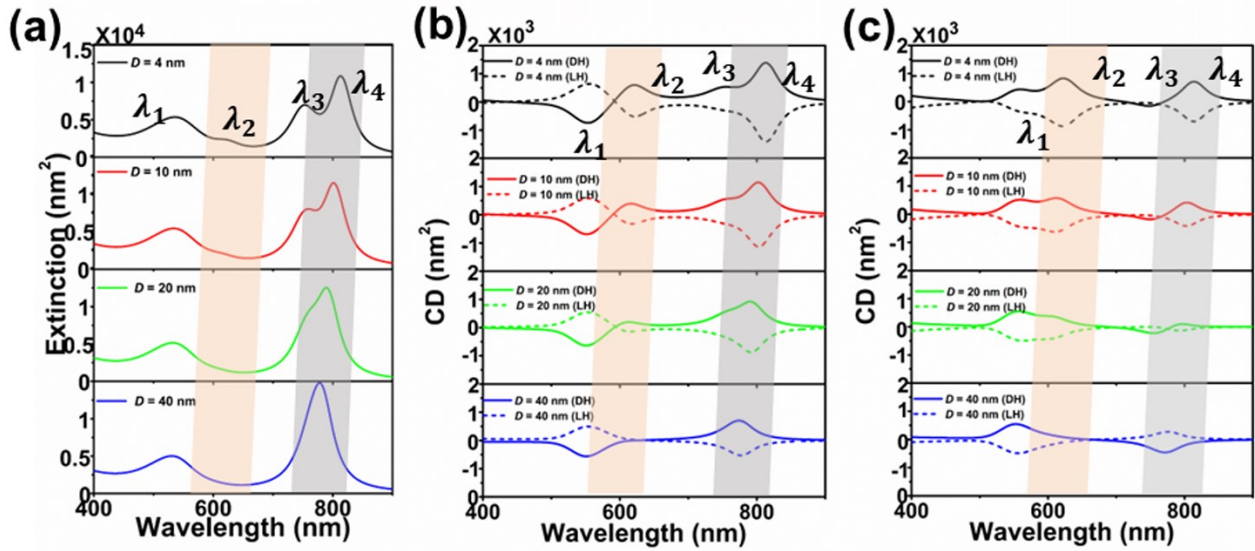 (a)
X10⁴
1.5
1
0.5
0
D = 4 nm
λ₁
λ₂
λ₃
λ₄
D = 10 nm
1
0.5
0
D = 20 nm
1
0.5
0
D = 40 nm
1
0.5
0
Extinction (nm²)
400
600
800
Wavelength (nm)
(b)
X10³
2
1
0
-1
D = 4 nm (DH)
D = 4 nm (LH)
λ₁
λ₂
λ₃
λ₄
2
1
0
-1
D = 10 nm (DH)
D = 10 nm (LH)
2
1
0
-1
D = 20 nm (DH)
D = 20 nm (LH)
2
1
0
-1
-2
D = 40 nm (DH)
D = 40 nm (LH)
CD (nm²)
400
600
800
Wavelength (nm)
(c)
X10³
2
1
0
-1
D = 4 nm (DH)
D = 4 nm (LH)
λ₁
λ₂
λ₃
λ₄
2
1
0
-1
D = 10 nm (DH)
D = 10 nm (LH)
2
1
0
-1
D = 20 nm (DH)
D = 20 nm (LH)
2
1
0
-1
-2
D = 40 nm (DH)
D = 40 nm (LH)
CD (nm²)
400
600
800
Wavelength (nm)